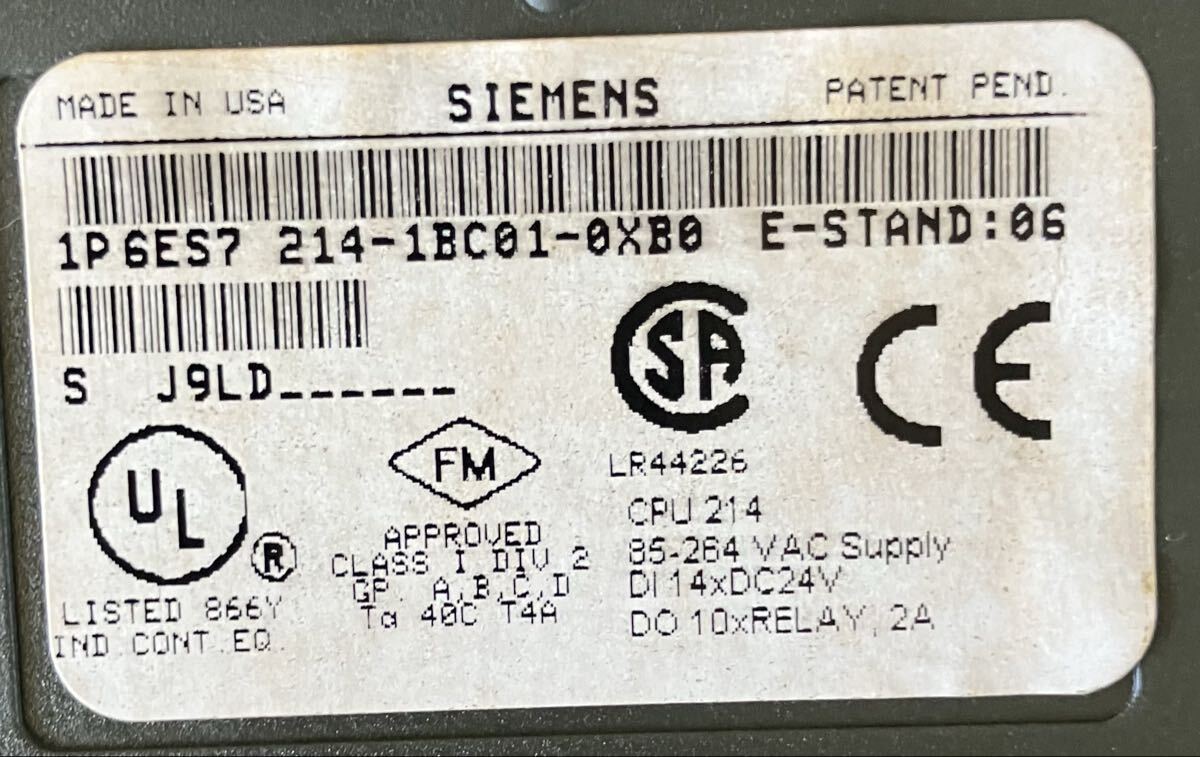 MADE IN USA SIEMENS PATENT PEND.
1P 6ES7 214-1BC01-0XB0 E-STAND:06
S J9LD______
SA
CE
UL
®
LISTED 866Y
IND.CONT.EQ.
FM
APPROVED
CLASS I DIV 2
GP. A,B,C,D
Ta 40C T4A
LR44226
CPU 214
85-264 VAC Supply
DI 14xDC24V
DO 10xRELAY, 2A